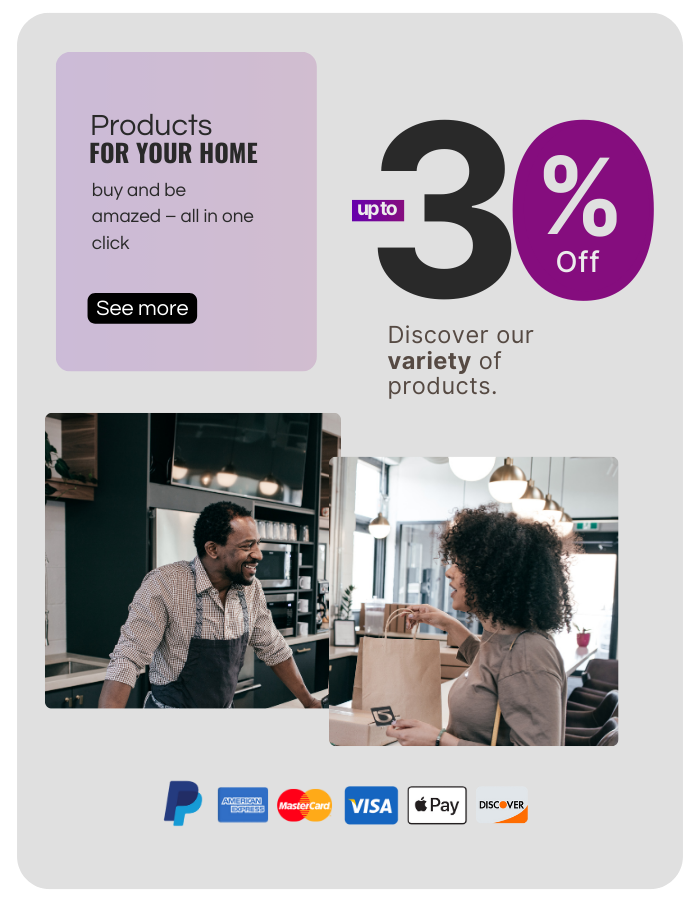 Products
FOR YOUR HOME
buy and be
amazed – all in one
click
See more
up to
30% Off
Discover our
variety of
products.
AMERICAN EXPRESS
MasterCard
VISA
Pay
DISCOVER